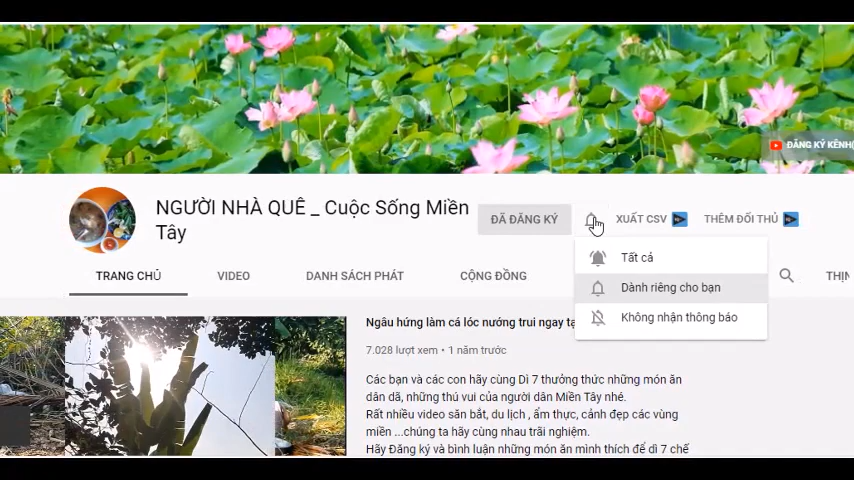 ĐĂNG KÝ KÊNH
NGƯỜI NHÀ QUÊ _ Cuộc Sống Miền
Tây
ĐÃ ĐĂNG KÝ
XUẤT CSV
THÊM ĐỐI THỦ
Tất cả
Dành riêng cho bạn
Không nhận thông báo
TRANG CHỦ
VIDEO
DANH SÁCH PHÁT
CỘNG ĐỒNG
Ngẫu hứng làm cá lóc nướng trui ngay tạ
7.028 lượt xem • 1 năm trước
Các bạn và các con hãy cùng Dì 7 thưởng thức những món ăn
dân dã, những thú vui của người dân Miền Tây nhé.
Rất nhiều video săn bắt, du lịch , ẩm thực, cảnh đẹp các vùng
miền ...chúng ta hãy cùng nhau trãi nghiệm.
Hãy Đăng ký và bình luận những món ăn mình thích để dì 7 chế